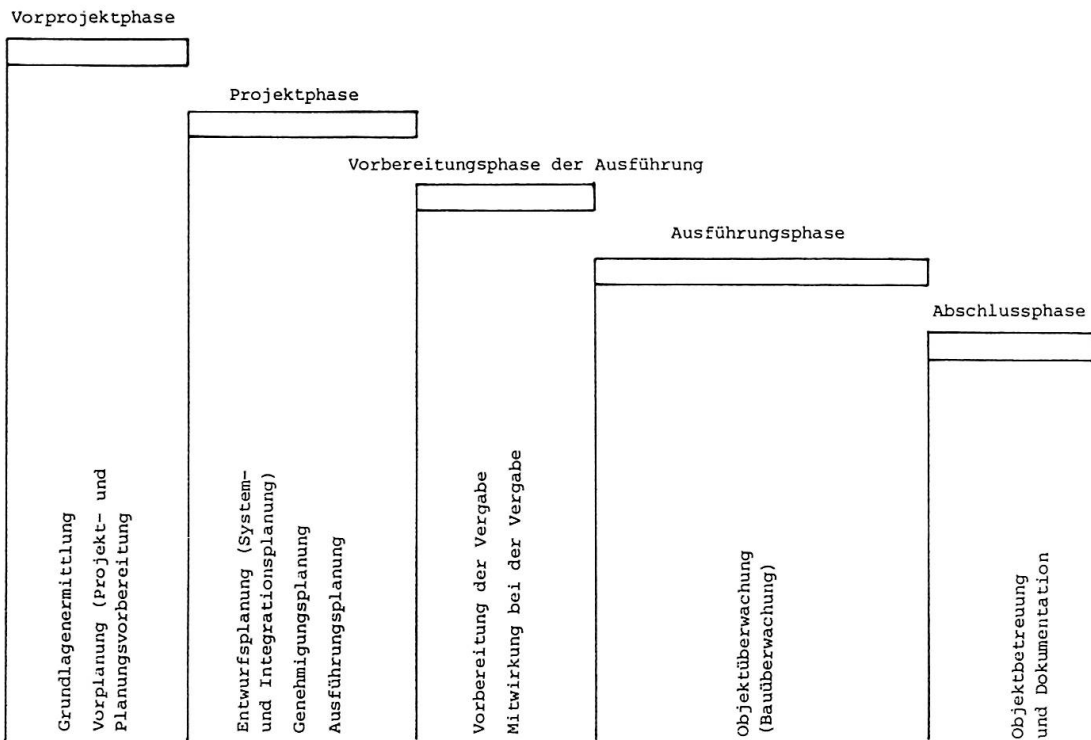 Vorprojektphase
Projektphase
Vorbereitungsphase der Ausführung
Ausführungsphase
Abschlussphase
Grundlagenermittlung
Vorplanung (Projekt- und
Planungsvorbereitung
Entwurfsplanung (System-
und Integrationsplanung)
Genehmigungsplanung
Ausführungsplanung
Vorbereitung der Vergabe
Mitwirkung bei der Vergabe
Objektüberwachung
(Bauüberwachung)
Objektbetreuung
und Dokumentation